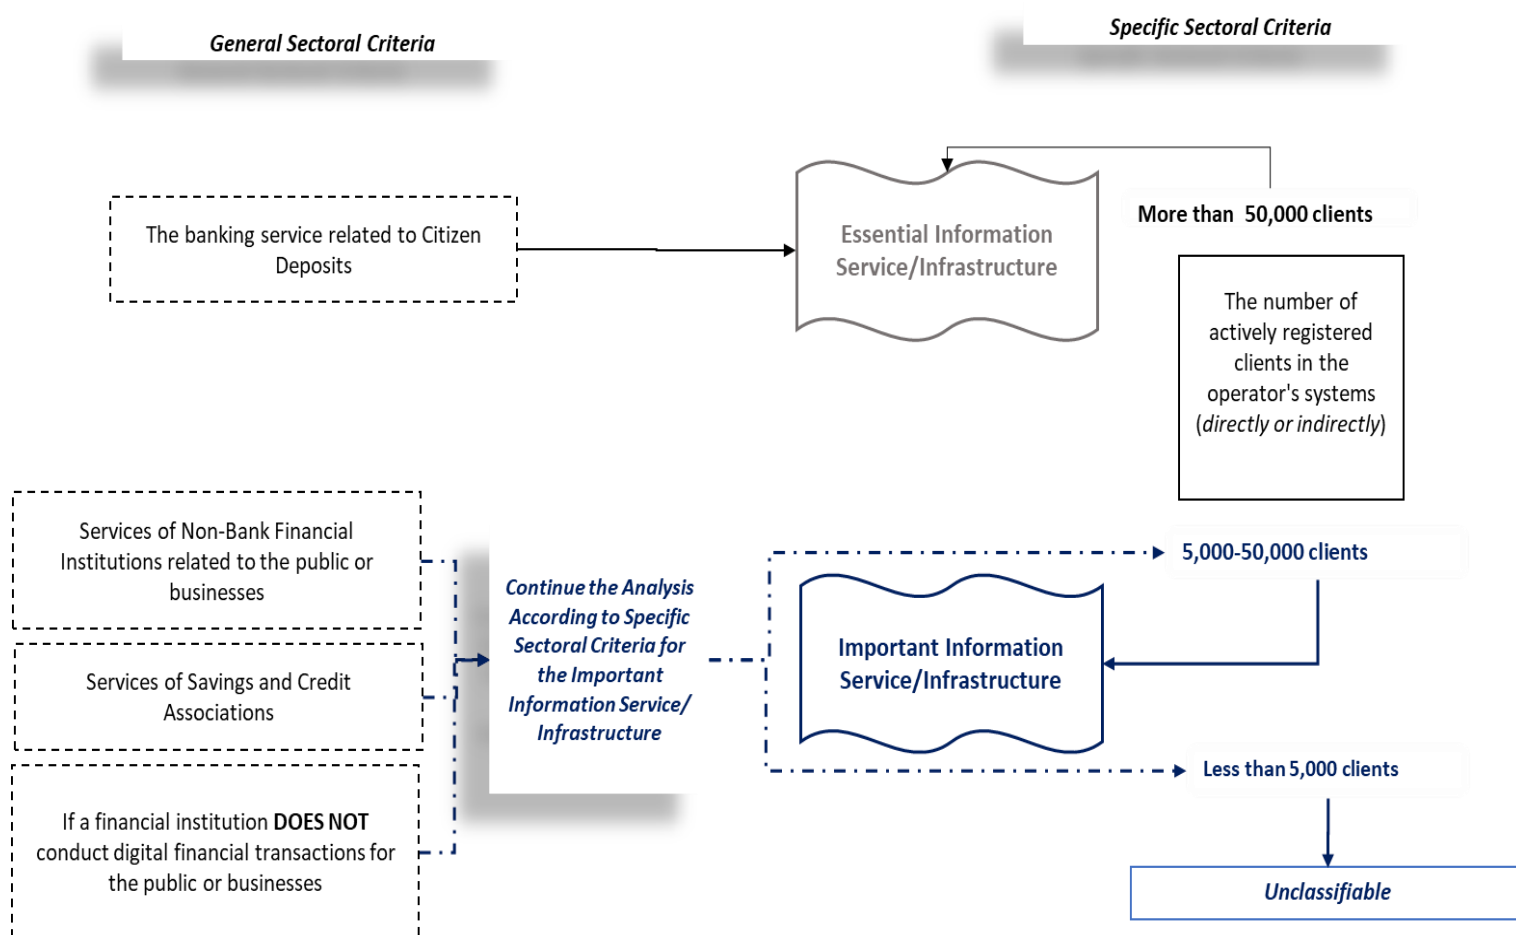 General Sectoral Criteria
Specific Sectoral Criteria
The banking service related to Citizen
Deposits
Essential Information
Service/Infrastructure
More than 50,000 clients
The number of
actively registered
clients in the
operator's systems
(directly or indirectly)
Services of Non-Bank Financial
Institutions related to the public or
businesses
Services of Savings and Credit
Associations
If a financial institution DOES NOT
conduct digital financial transactions for
the public or businesses
Continue the Analysis
According to Specific
Sectoral Criteria for
the Important
Information Service/
Infrastructure
5,000-50,000 clients
Important Information
Service/Infrastructure
Less than 5,000 clients
Unclassifiable